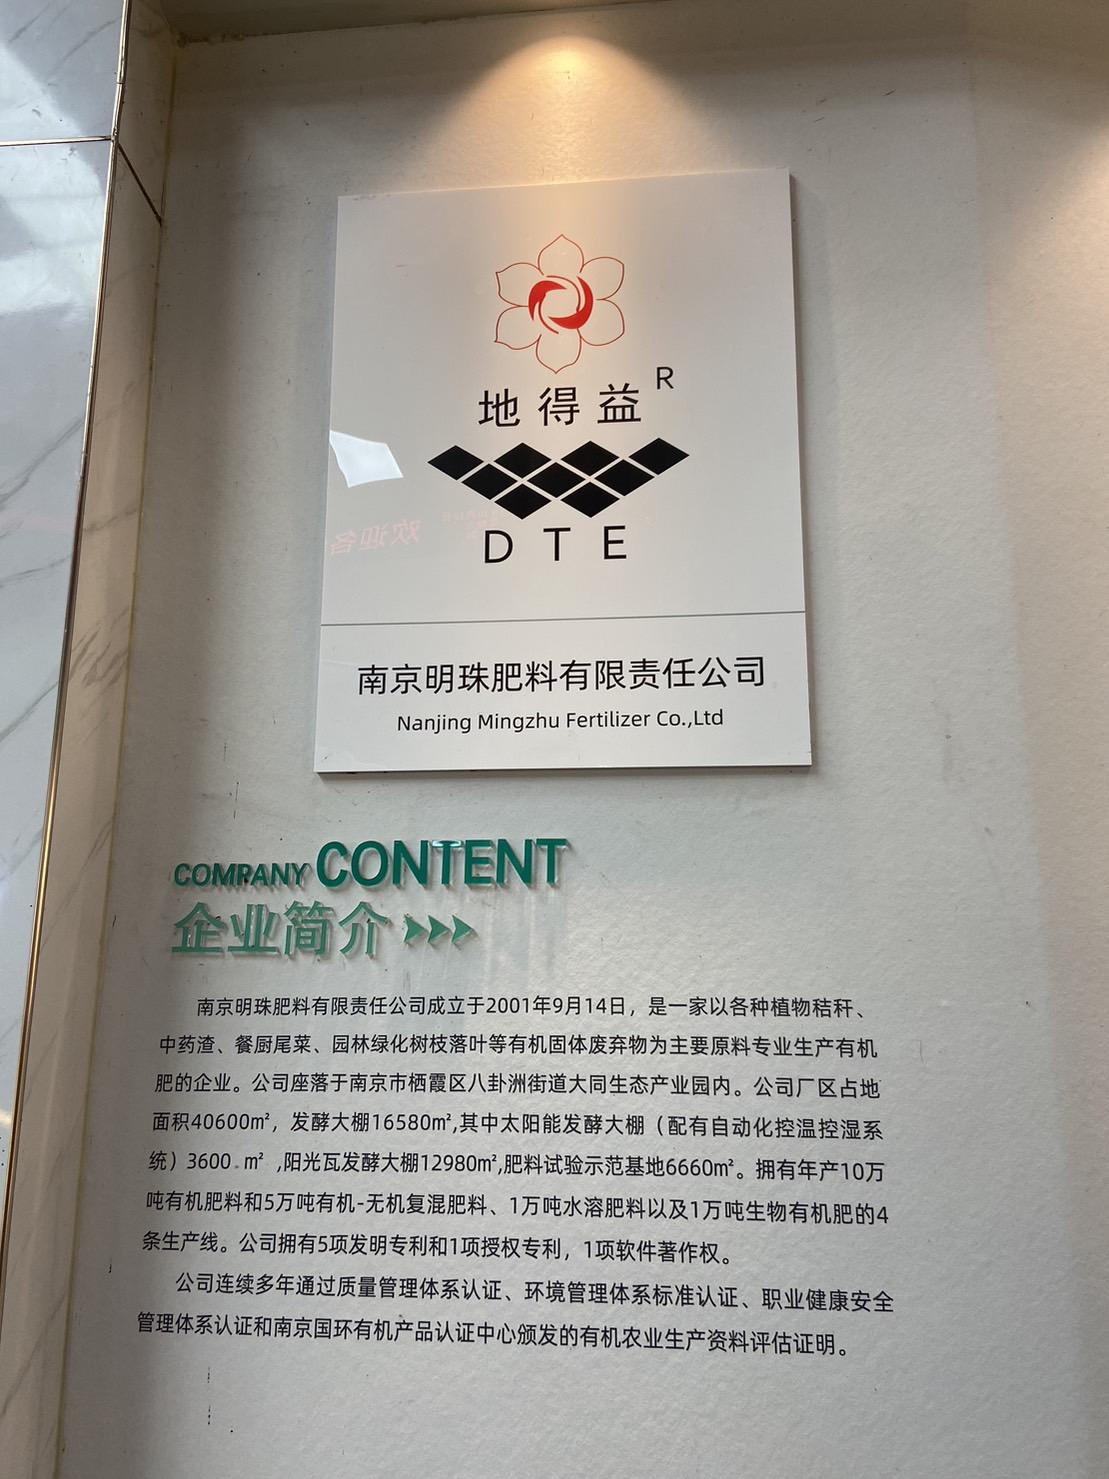 地得益 R
DTE
南京明珠肥料有限责任公司
Nanjing Mingzhu Fertilizer Co.,Ltd
COMPANY CONTENT
企业简介
南京明珠肥料有限责任公司成立于2001年9月14日，是一家以各种植物秸秆、
中药渣、餐厨尾菜、园林绿化树枝落叶等有机固体废弃物为主要原料专业生产有机
肥的企业。公司座落于南京市栖霞区八卦洲街道大同生态产业园内。公司厂区占地
面积40600㎡，发酵大棚16580㎡,其中太阳能发酵大棚（配有自动化控温控湿系
统）3600 ㎡ ,阳光瓦发酵大棚12980㎡,肥料试验示范基地6660㎡。拥有年产10万
吨有机肥料和5万吨有机-无机复混肥料、1万吨水溶肥料以及1万吨生物有机肥的4
条生产线。公司拥有5项发明专利和1项授权专利，1项软件著作权。
公司连续多年通过质量管理体系认证、环境管理体系标准认证、职业健康安全
管理体系认证和南京国环有机产品认证中心颁发的有机农业生产资料评估证明。